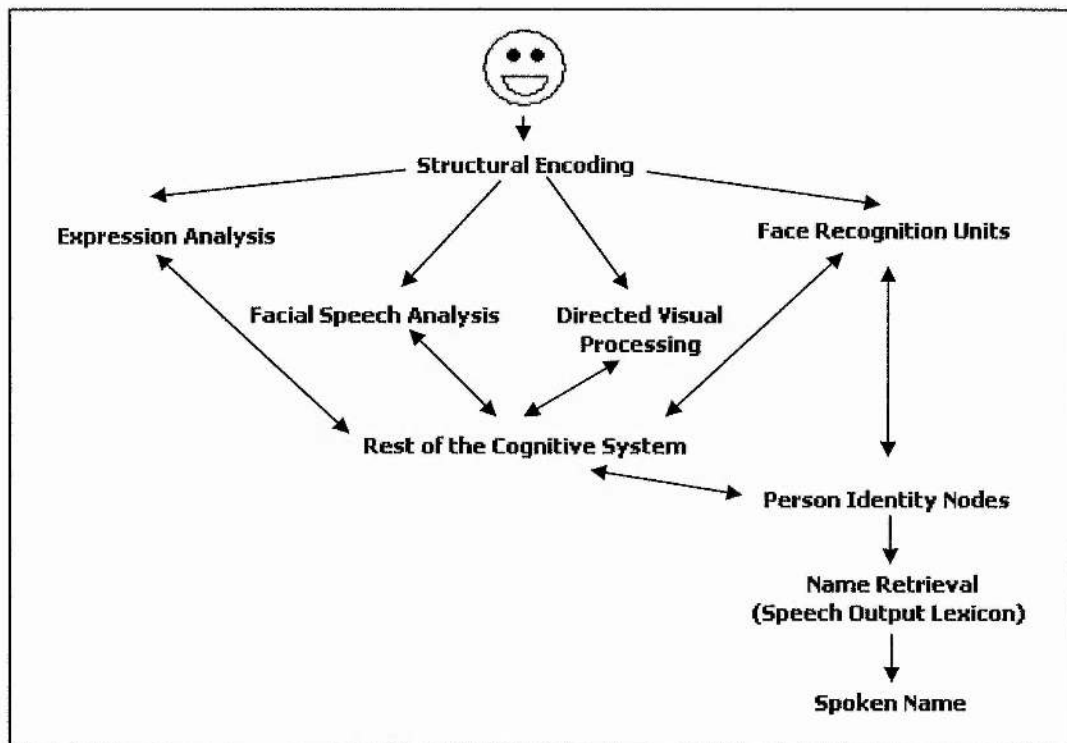 Structural Encoding
Expression Analysis
Face Recognition Units
Facial Speech Analysis
Directed Visual
Processing
Rest of the Cognitive System
Person Identity Nodes
Name Retrieval
(Speech Output Lexicon)
Spoken Name